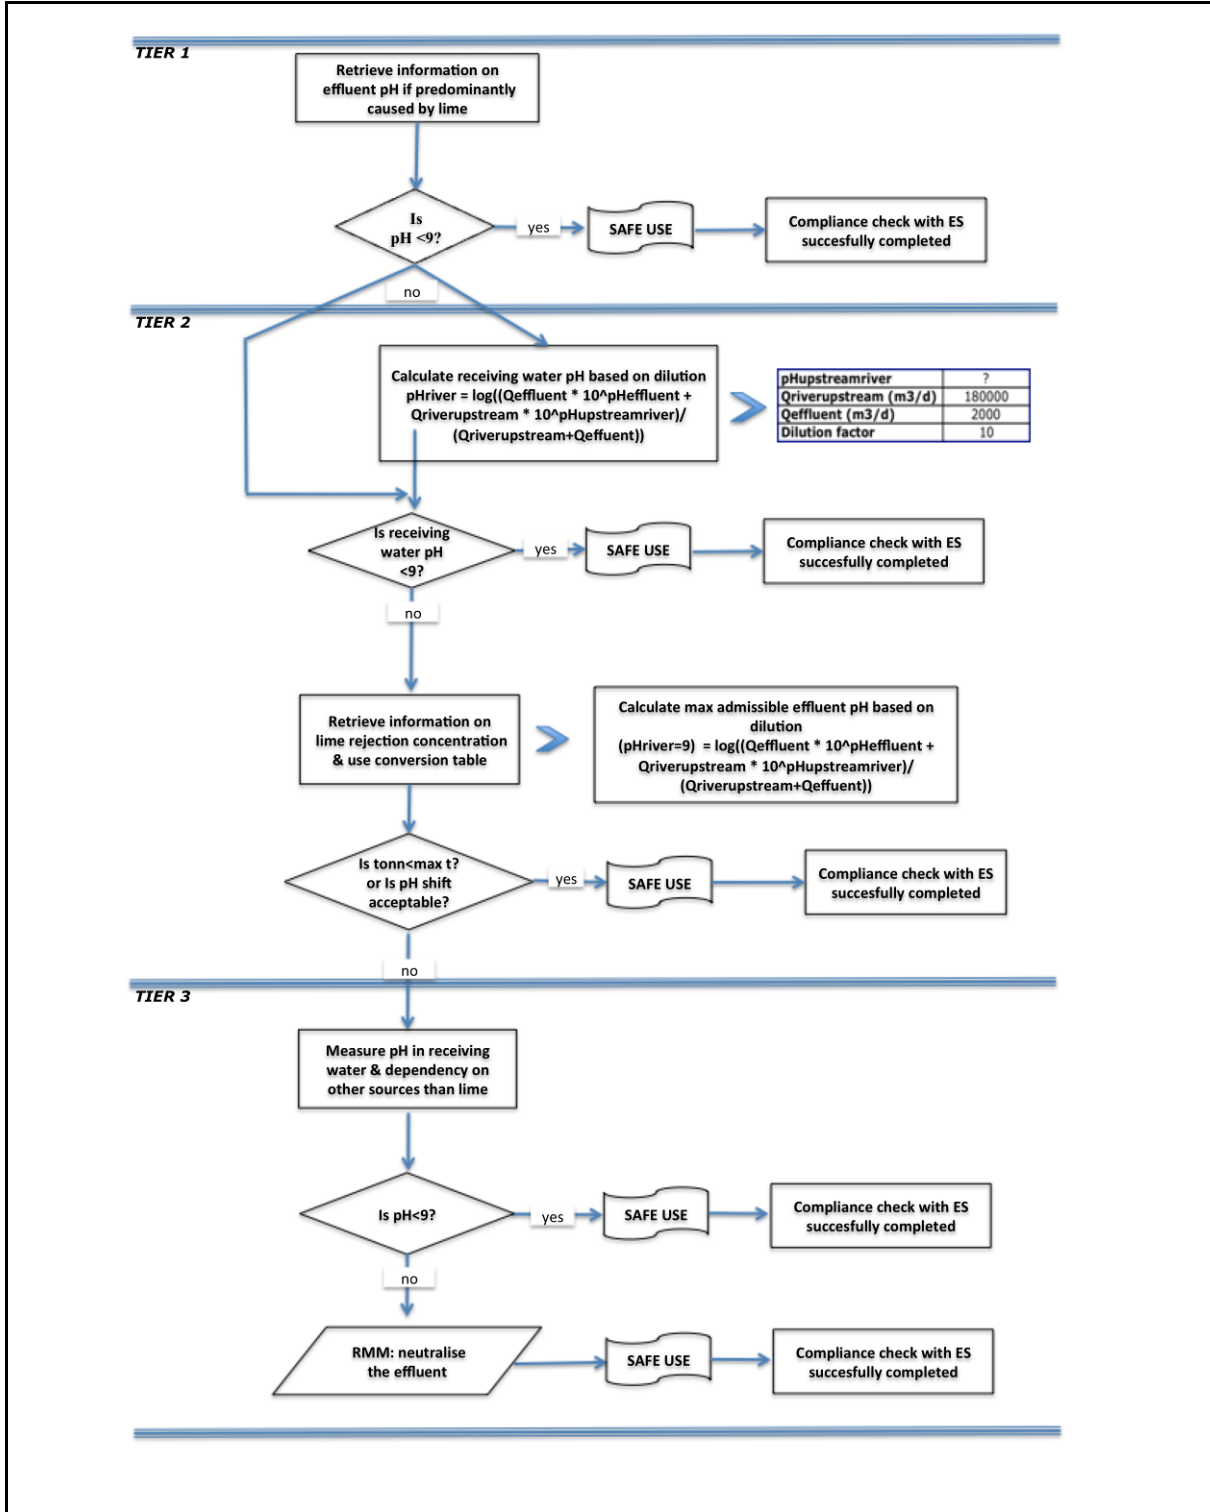 TIER 1
Retrieve information on
effluent pH if predominantly
caused by lime
Is
pH <9?
yes
SAFE USE
Compliance check with ES
succesfully completed
no
TIER 2
Calculate receiving water pH based on dilution
pHriver = log((Qeffluent * 10^pHeffluent +
Qriverupstream * 10^pHupstreamriver)/
(Qriverupstream+Qeffuent))
pHupstreamriver ?
Qriverupstream (m3/d) 180000
Qeffluent (m3/d) 2000
Dilution factor 10
Is receiving
water pH
<9?
yes
SAFE USE
Compliance check with ES
succesfully completed
no
Retrieve information on
lime rejection concentration
& use conversion table
Calculate max admissible effluent pH based on
dilution
(pHriver=9) = log((Qeffluent * 10^pHeffluent +
Qriverupstream * 10^pHupstreamriver)/
(Qriverupstream+Qeffuent))
Is tonn<max t?
or Is pH shift
acceptable?
yes
SAFE USE
Compliance check with ES
succesfully completed
no
TIER 3
Measure pH in receiving
water & dependency on
other sources than lime
Is pH<9?
yes
SAFE USE
Compliance check with ES
succesfully completed
no
RMM: neutralise
the effluent
SAFE USE
Compliance check with ES
succesfully completed